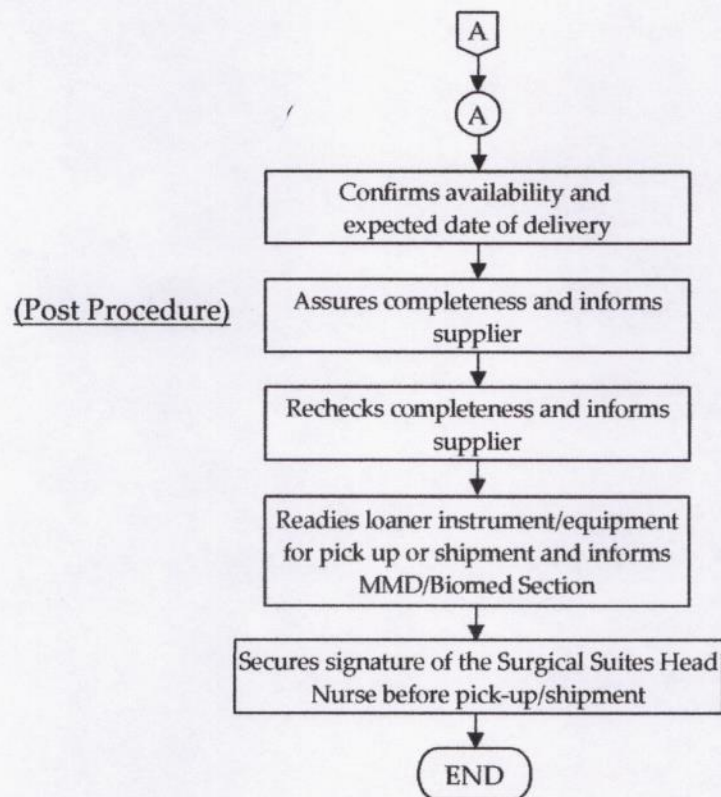 A
A
Confirms availability and
expected date of delivery
(Post Procedure)
Assures completeness and informs
supplier
Rechecks completeness and informs
supplier
Readies loaner instrument/equipment
for pick up or shipment and informs
MMD/Biomed Section
Secures signature of the Surgical Suites Head
Nurse before pick-up/shipment
END